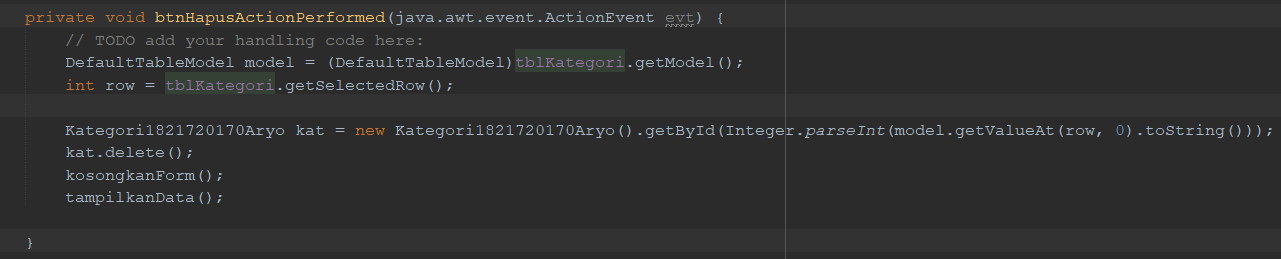 private void btnHapusActionPerformed(java.awt.event.ActionEvent evt) {
// TODO add your handling code here:
DefaultTableModel model = (DefaultTableModel)tblKategori.getModel();
int row = tblKategori.getSelectedRow();
Kategori1821720170Aryo kat = new Kategori1821720170Aryo().getById(Integer.parseInt(model.getValueAt(row, 0).toString()));
kat.delete();
kosongkanForm();
tampilkanData();
}